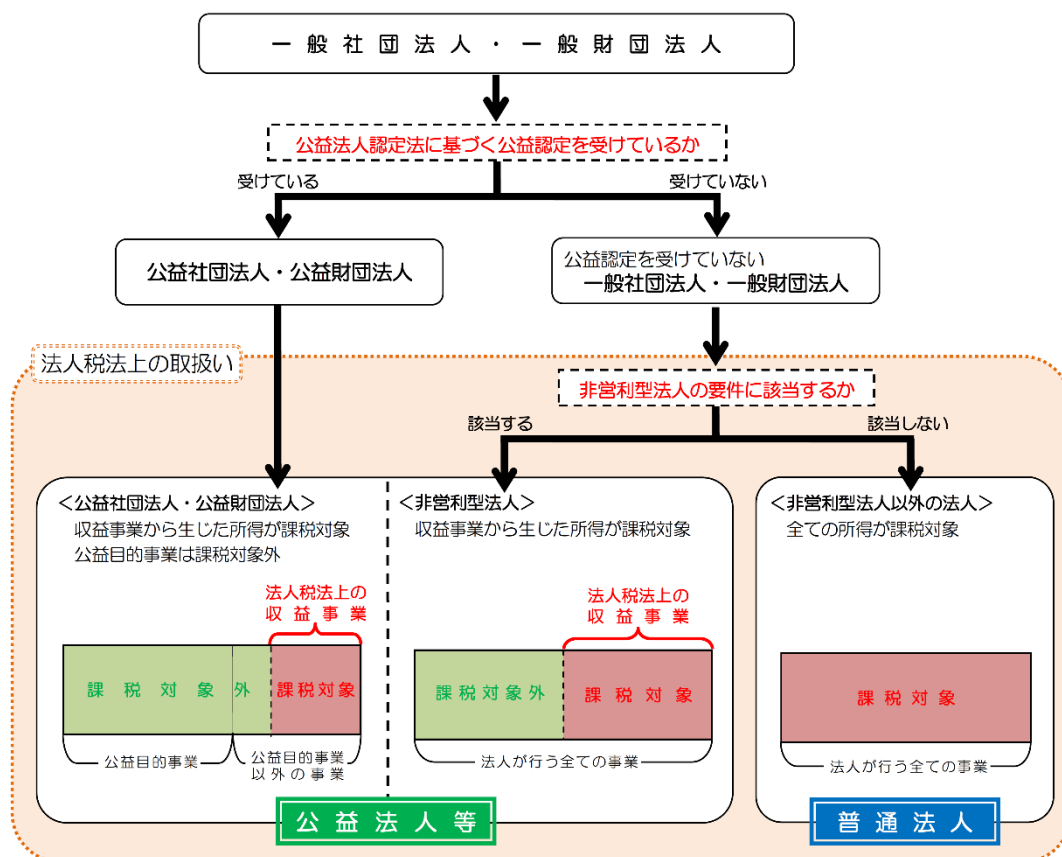 一般社団法人・一般財団法人
公益法人認定法に基づく公益認定を受けているか
受けている
受けていない
公益社団法人・公益財団法人
公益認定を受けていない
一般社団法人・一般財団法人
法人税法上の取扱い
非営利型法人の要件に該当するか
該当する
該当しない
<公益社団法人・公益財団法人>
収益事業から生じた所得が課税対象
公益目的事業は課税対象外
法人税法上の
収益事業
課税対象外
課税対象
公益目的事業
公益目的事業
以外の事業
<非営利型法人>
収益事業から生じた所得が課税対象
法人税法上の
収益事業
課税対象外
課税対象
法人が行う全ての事業
公益法人等
<非営利型法人以外の法人>
全ての所得が課税対象
課税対象
法人が行う全ての事業
普通法人